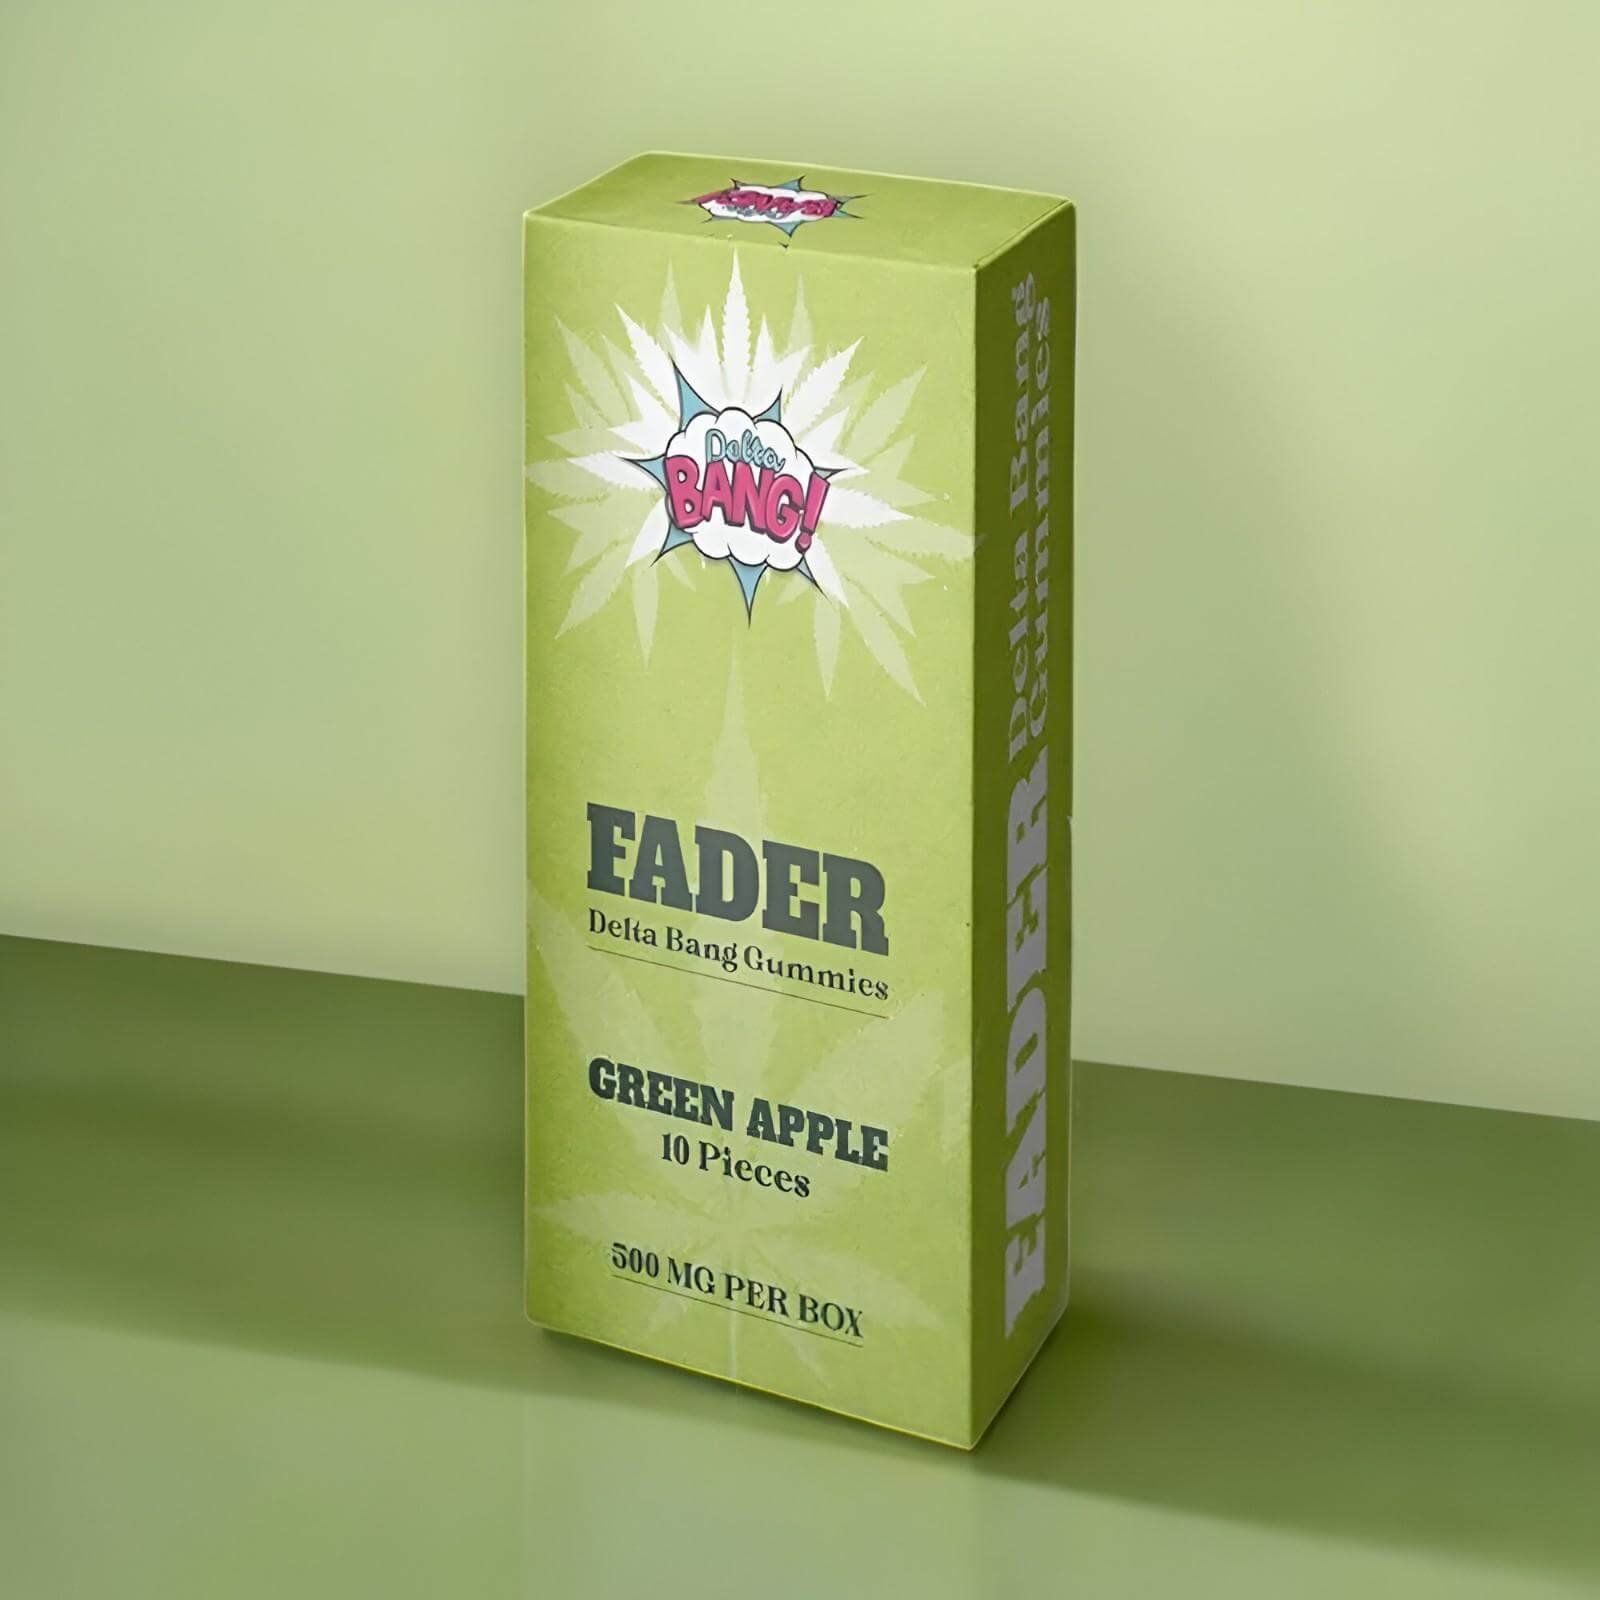 Delta
BANG!
FADER
Delta Bang Gummies
GREEN APPLE
10 Pieces
500 MG PER BOX
FADER
Delta Bang
Gummies